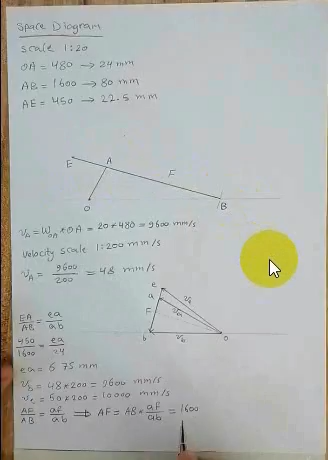 Space Diagram
scale 1:20
OA = 480 → 24 mm
AB = 1600 → 80 mm
AE = 450 → 22.5 mm
E A F
O B
VA = WOA * OA = 20 * 480 = 9600 mm/s
velocity scale 1:200 mm/s
VA = 9600/200 = 48 mm/s
e
a
F
b o
EA/AB = ea/ab
450/1600 = ea/24
ea = 6.75 mm
VB = 48 * 200 = 9600 mm/s
Ve = 50 * 200 = 10000 mm/s
AF/AB = af/ab ⇒ AF = AB * af/ab = 1600